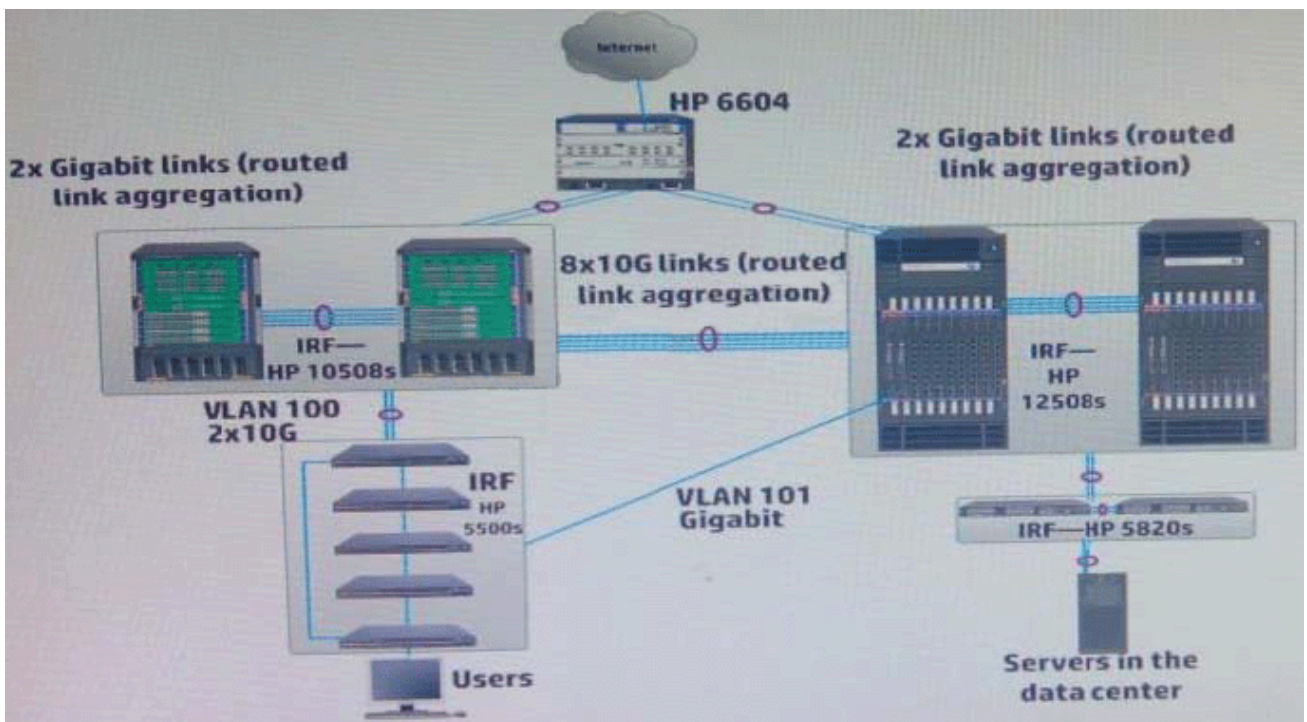 Internet
HP 6604
2x Gigabit links (routed
link aggregation)
2x Gigabit links (routed
link aggregation)
8x10G links (routed
link aggregation)
IRF—
HP 10508s
IRF—
HP
12508s
VLAN 100
2x10G
IRF
HP
5500s
VLAN 101
Gigabit
IRF—HP 5820s
Users
Servers in the
data center